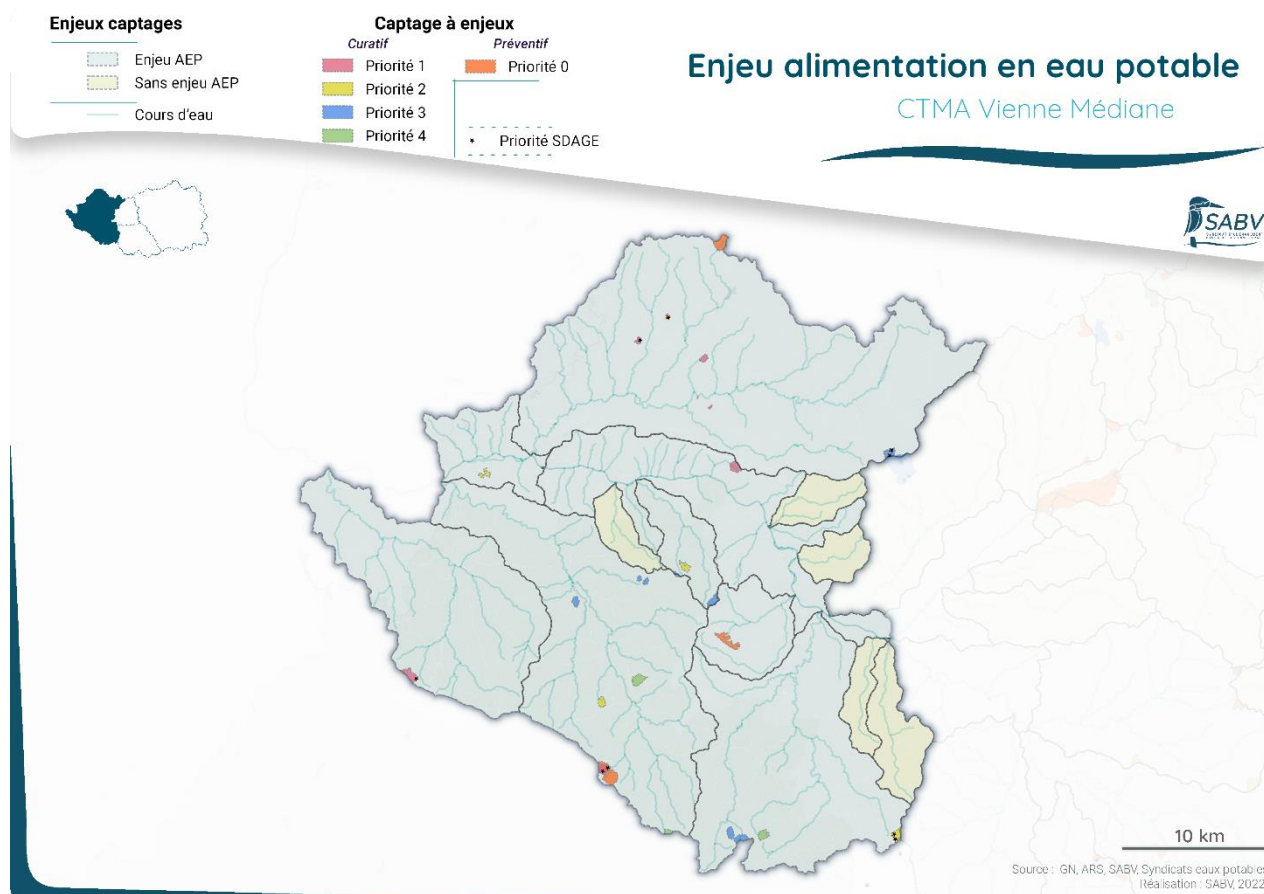 Enjeux captages
Enjeu AEP
Sans enjeu AEP
Cours d'eau
Captage à enjeux
Curatif
Priorité 1
Priorité 2
Priorité 3
Priorité 4
Préventif
Priorité 0
Priorité SDAGE
Enjeu alimentation en eau potable
CTMA Vienne Médiane
SABV
10 km
Source : GN, ARS, SABV, Syndicats eaux potables
Réalisation : SABV, 2022